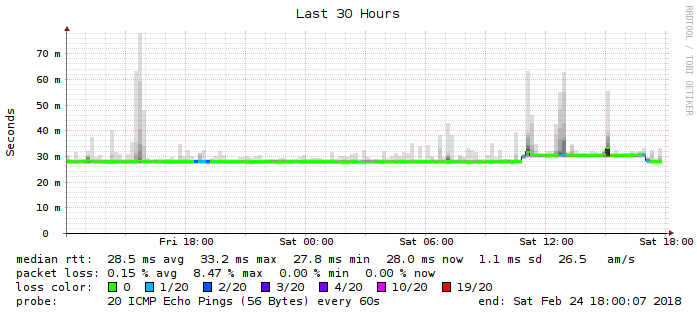 Last 30 Hours
RRDTOOL / TOBI OETIKER
Seconds
70 m
60 m
50 m
40 m
30 m
20 m
10 m
0
Fri 18:00 Sat 00:00 Sat 06:00 Sat 12:00 Sat 18:00
median rtt: 28.5 ms avg 33.2 ms max 27.8 ms min 28.0 ms now 1.1 ms sd 26.5 am/s
packet loss: 0.15 % avg 8.47 % max 0.00 % min 0.00 % now
loss color: 0 1/20 2/20 3/20 4/20 10/20 19/20
probe: 20 ICMP Echo Pings (56 Bytes) every 60s end: Sat Feb 24 18:00:07 2018